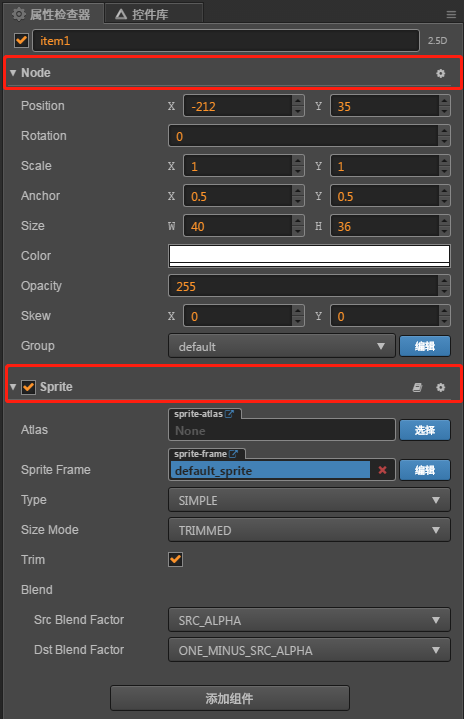 属性检查器 控件库
item1 2.5D
Node
Position X -212 Y 35
Rotation 0
Scale X 1 Y 1
Anchor X 0.5 Y 0.5
Size W 40 H 36
Color
Opacity 255
Skew X 0 Y 0
Group default 编辑
Sprite
sprite-atlas
Atlas None 选择
sprite-frame
Sprite Frame default_sprite 编辑
Type SIMPLE
Size Mode TRIMMED
Trim
Blend
Src Blend Factor SRC_ALPHA
Dst Blend Factor ONE_MINUS_SRC_ALPHA
添加组件